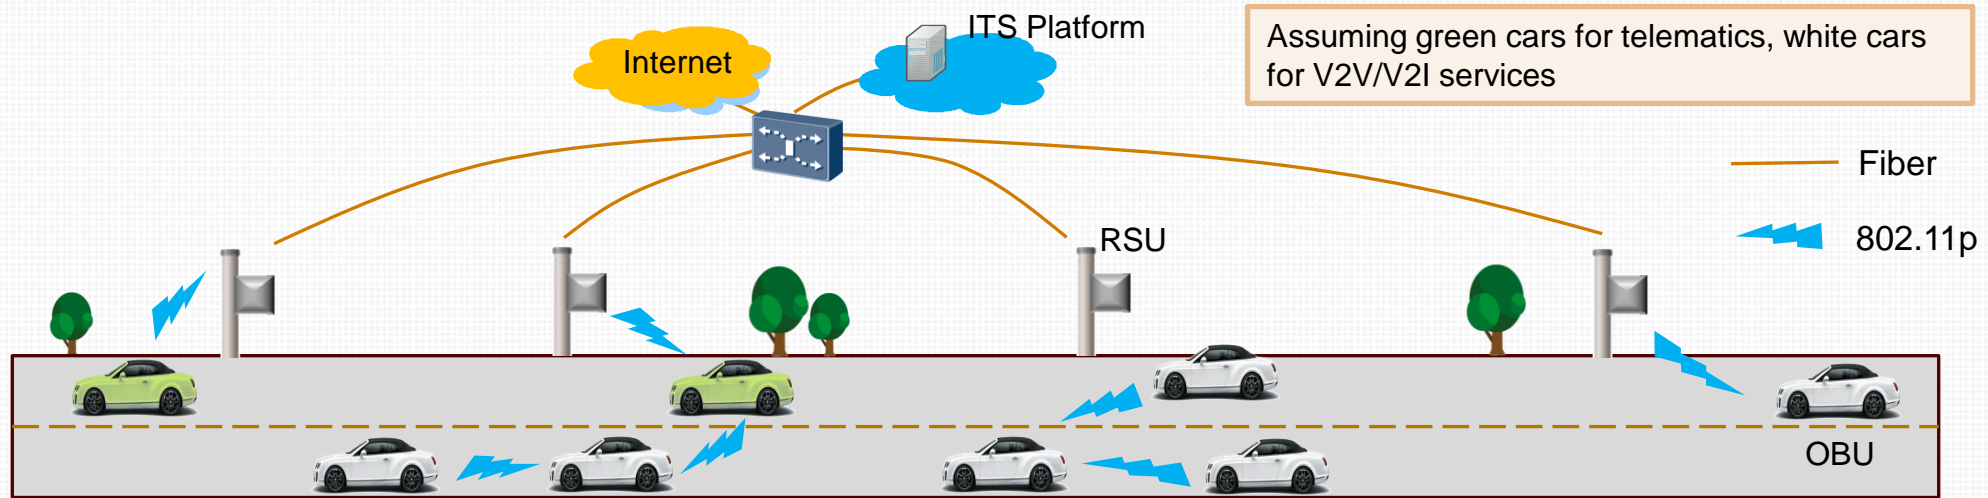 ITS Platform
Internet
Assuming green cars for telematics, white cars
for V2V/V2I services
Fiber
RSU
802.11p
OBU